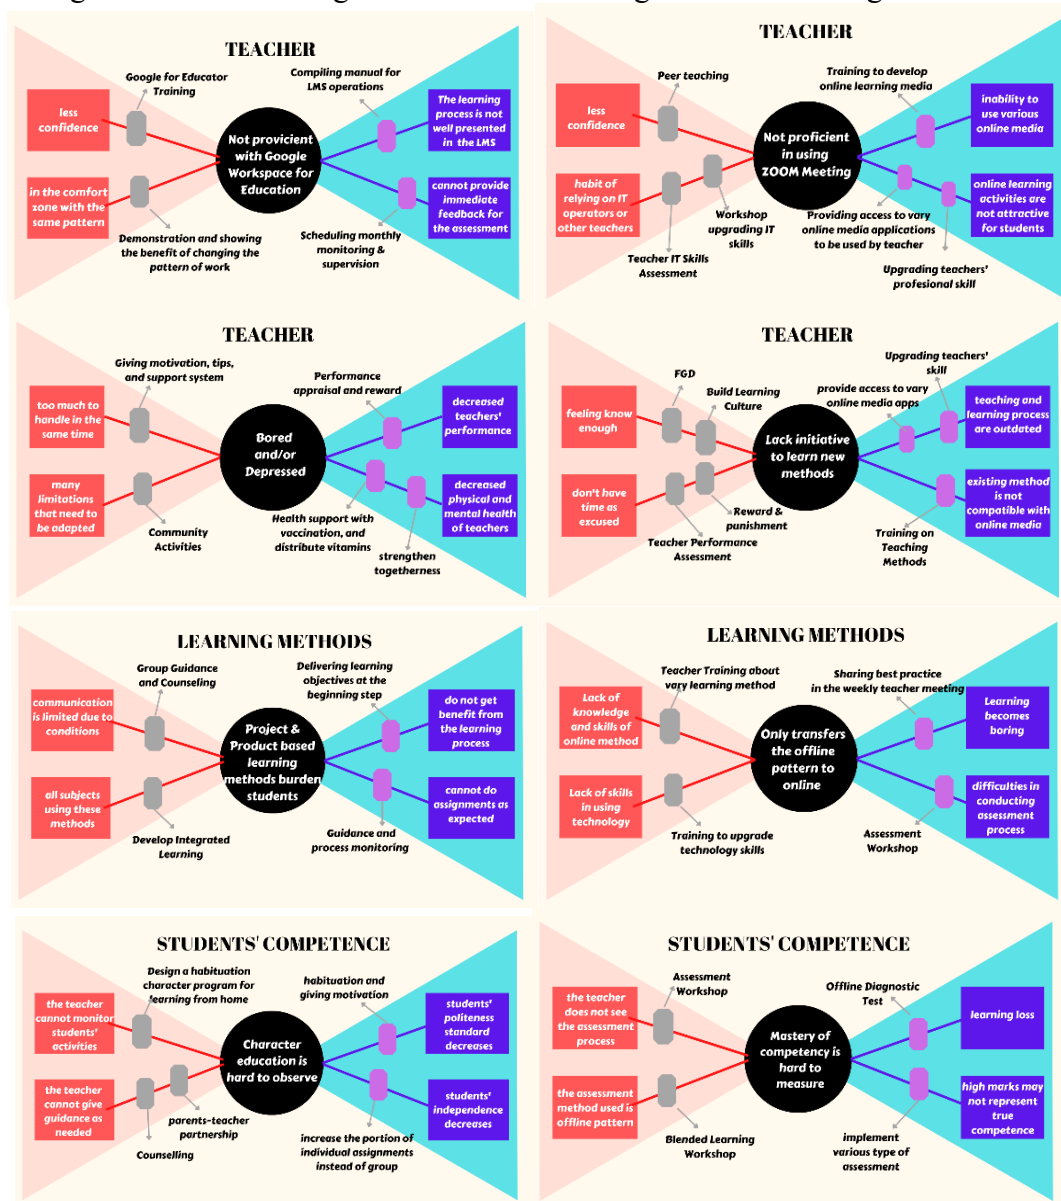 TEACHER
Google for Educator
Training
Compiling manual for
LMS operations
less
confidence
Not provicient
with Google
Workspace for
Education
The learning
process is not
well presented
in the LMS
in the comfort
zone with the
same pattern
cannot provide
immediate
feedback for
the assessment
Demonstration and showing
the benefit of changing the
pattern of work
Scheduling monthly
monitoring &
supervision
TEACHER
Peer teaching
Training to develop
online learning media
less
confidence
Not proficient
in using
ZOOM Meeting
inability to
use various
online media
habit of
relying on IT
operators or
other teachers
online learning
activities are
not attractive
for students
Teacher IT Skills
Assessment
Workshop
upgrading IT
skills
Providing access to vary
online media applications
to be used by teacher
Upgrading teachers'
profesional skill
TEACHER
Giving motivation, tips,
and support system
Performance
appraisal and reward
too much to
handle in the
same time
Bored
and/or
Depressed
decreased
teachers'
performance
many
limitations
that need to
be adapted
decreased
physical and
mental health
of teachers
Community
Activities
Health support with
vaccination, and
distribute vitamins
strengthen
togetherness
TEACHER
FGD
Build Learning
Culture
provide access to vary
online media apps
Upgrading teachers'
skill
feeling know
enough
Lack initiative
to learn new
methods
teaching and
learning process
are outdated
don't have
time as
excused
existing method
is not
compatible with
online media
Teacher Performance
Assessment
Reward &
punishment
Training on
Teaching
Methods
LEARNING METHODS
Group Guidance
and Counseling
Delivering learning
objectives at the
beginning step
communication
is limited due to
conditions
Project &
Product based
learning
methods burden
students
do not get
benefit from
the learning
process
all subjects
using these
methods
cannot do
assignments as
expected
Develop Integrated
Learning
Guidance and
process monitoring
LEARNING METHODS
Teacher Training about
vary learning method
Sharing best practice
in the weekly teacher meeting
Lack of
knowledge
and skills of
online method
Only transfers
the offline
pattern to
online
Learning
becomes
boring
Lack of skills
in using
technology
difficulties in
conducting
assessment
process
Training to upgrade
technology skills
Assessment
Workshop
STUDENTS' COMPETENCE
Design a habituation
character program for
learning from home
habituation and
giving motivation
the teacher
cannot monitor
students'
activities
Character
education is
hard to observe
students'
politeness
standard
decreases
the teacher
cannot give
guidance as
needed
students'
independence
decreases
Counselling
parents-teacher
partnership
increase the portion of
individual assignments
instead of group
STUDENTS' COMPETENCE
Assessment
Workshop
Offline Diagnostic
Test
the teacher
does not see
the assessment
process
Mastery of
competency is
hard to
measure
learning loss
the assessment
method used is
offline pattern
high marks may
not represent
true
competence
Blended Learning
Workshop
implement
various type of
assessment